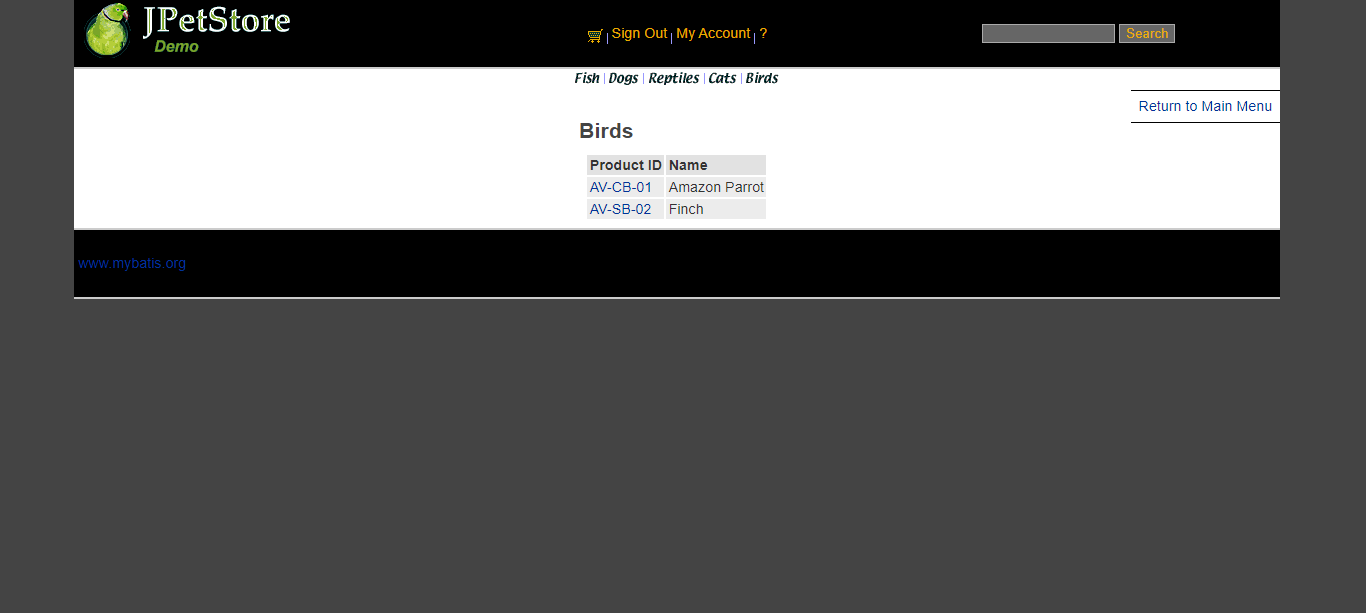 JPetStore
Demo
Sign Out My Account ?
Search
Fish | Dogs | Reptiles | Cats | Birds
Return to Main Menu
Birds
Product ID Name
AV-CB-01 Amazon Parrot
AV-SB-02 Finch
www.mybatis.org